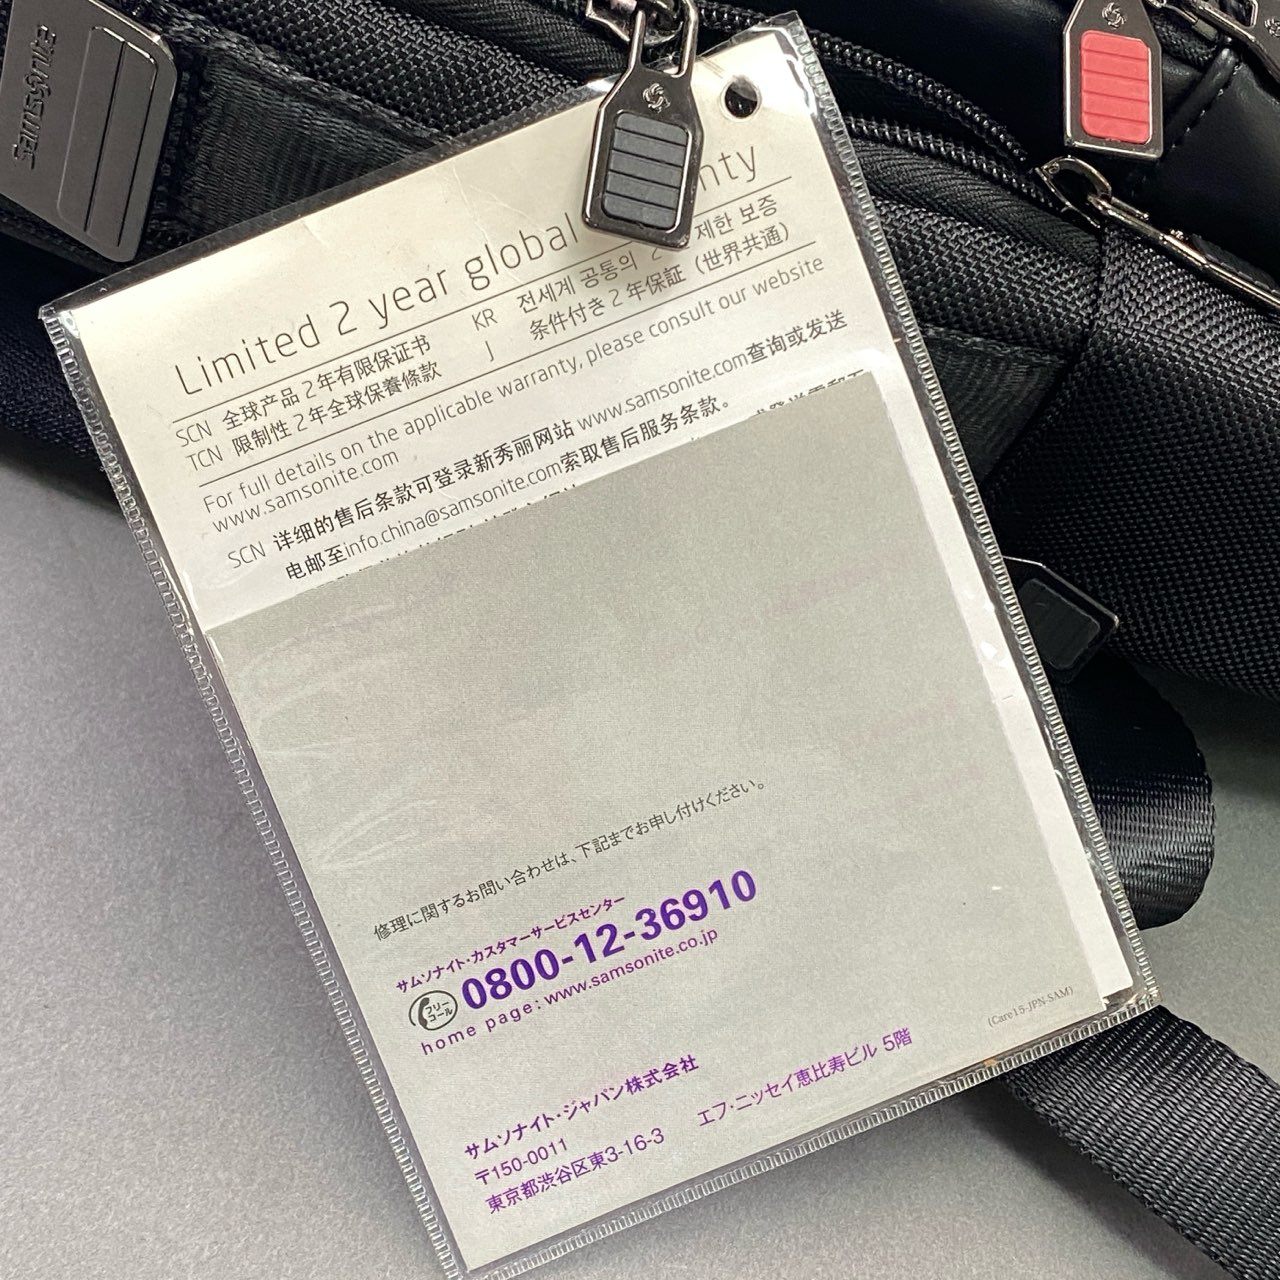 Samsonite
Limited 2 year global nty
SCN 全球产品2年有限保证书
TCN 限制性2年全球保養條款
KR 전세계 공통의 2 제한 보증
J 条件付き2年保証（世界共通）
For full details on the applicable warranty, please consult our website
www.samsonite.com
SCN 详细的售后条款可登录新秀丽网站 www.samsonite.com查询或发送
电邮至info.china@samsonite.com索取售后服务条款。
修理に関するお問い合わせは、下記までお申し付けください。
サムソナイト・カスタマーサービスセンター
フリーコール 0800-12-36910
home page：www.samsonite.co.jp
(Care15-JPN-SAM)
サムソナイト・ジャパン株式会社
〒150-0011
東京都渋谷区東3-16-3 エフ・ニッセイ恵比寿ビル 5階